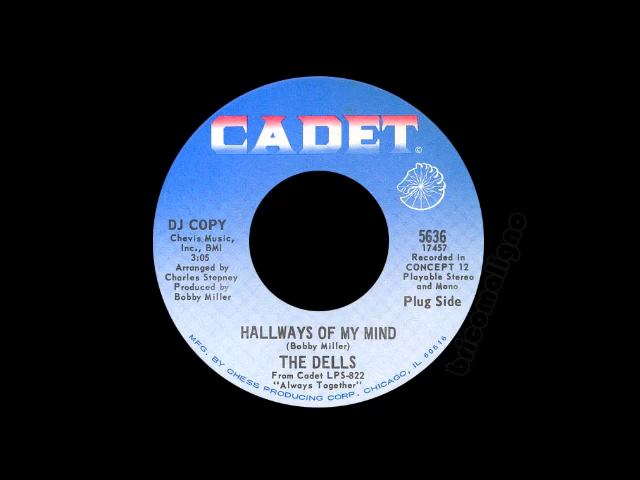 CADET
©
DJ COPY
Chevis Music,
Inc., BMI
3:05
Arranged by
Charles Stepney
Produced by
Bobby Miller
5636
17457
Recorded in
CONCEPT 12
Playable Stereo
and Mono
Plug Side
HALLWAYS OF MY MIND
(Bobby Miller)
THE DELLS
From Cadet LPS-822
"Always Together"
MFG. BY CHESS PRODUCING CORP. CHICAGO, IL 60616
bricomaligno